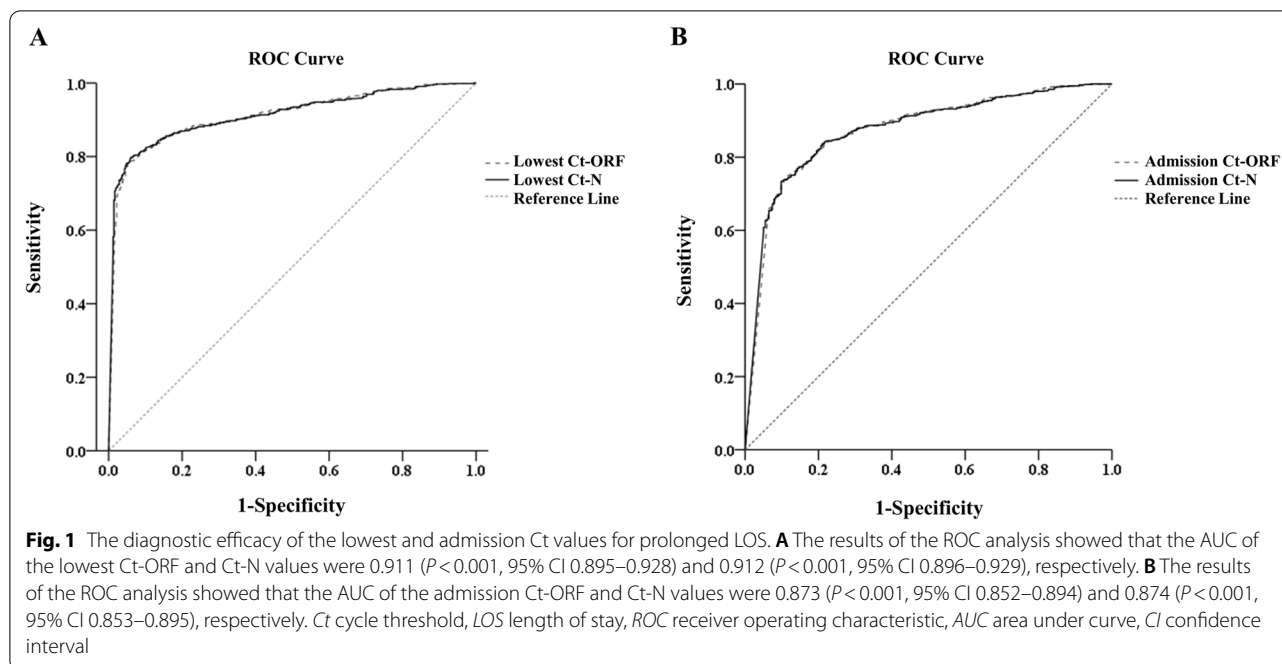 A
ROC Curve
1.0
0.8
0.6
0.4
0.2
0.0
Sensitivity
0.0 0.2 0.4 0.6 0.8 1.0
1-Specificity
Lowest Ct-ORF
Lowest Ct-N
Reference Line
B
ROC Curve
1.0
0.8
0.6
0.4
0.2
0.0
Sensitivity
0.0 0.2 0.4 0.6 0.8 1.0
1-Specificity
Admission Ct-ORF
Admission Ct-N
Reference Line
Fig. 1 The diagnostic efficacy of the lowest and admission Ct values for prolonged LOS. A The results of the ROC analysis showed that the AUC of
the lowest Ct-ORF and Ct-N values were 0.911 (P < 0.001, 95% CI 0.895–0.928) and 0.912 (P < 0.001, 95% CI 0.896–0.929), respectively. B The results
of the ROC analysis showed that the AUC of the admission Ct-ORF and Ct-N values were 0.873 (P < 0.001, 95% CI 0.852–0.894) and 0.874 (P < 0.001,
95% CI 0.853–0.895), respectively. Ct cycle threshold, LOS length of stay, ROC receiver operating characteristic, AUC area under curve, CI confidence
interval